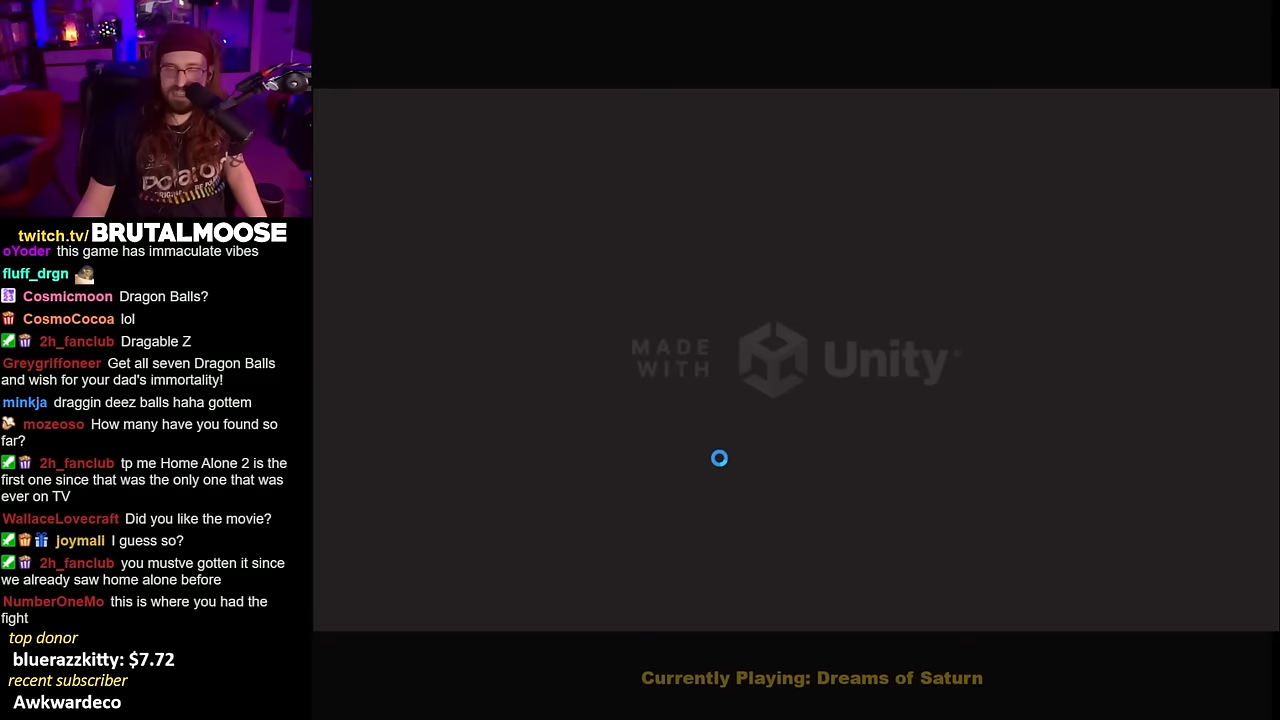 twitch.tv/BRUTALMOOSE
oYoder this game has immaculate vibes
fluff_drgn
Cosmicmoon Dragon Balls?
CosmoCocoa lol
2h_fanclub Dragable Z
Greygriffoneer Get all seven Dragon Balls
and wish for your dad's immortality!
minkja draggin deez balls haha gottem
mozeoso How many have you found so
far?
2h_fanclub tp me Home Alone 2 is the
first one since that was the only one that was
ever on TV
WallaceLovecraft Did you like the movie?
joymali I guess so?
2h_fanclub you mustve gotten it since
we already saw home alone before
NumberOneMo this is where you had the
fight
top donor
bluerazzkitty: $7.72
recent subscriber
Awkwardeco
MADE
WITH
Unity
Currently Playing: Dreams of Saturn